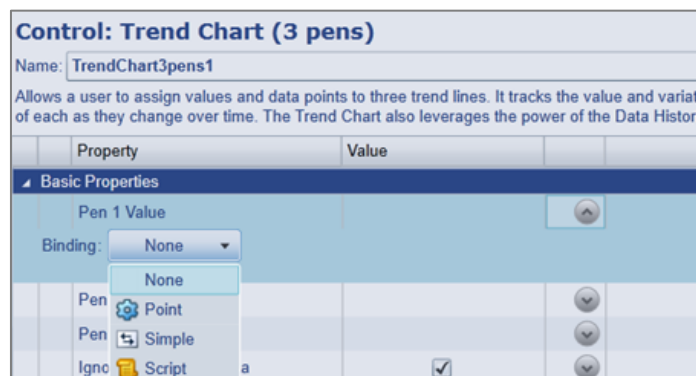 Control: Trend Chart (3 pens)
Name: TrendChart3pens1
Allows a user to assign values and data points to three trend lines. It tracks the value and variat
of each as they change over time. The Trend Chart also leverages the power of the Data Histor
Property Value
Basic Properties
Pen 1 Value
Binding: None
None
Pen
Point
Pen
Simple
Igno Script a